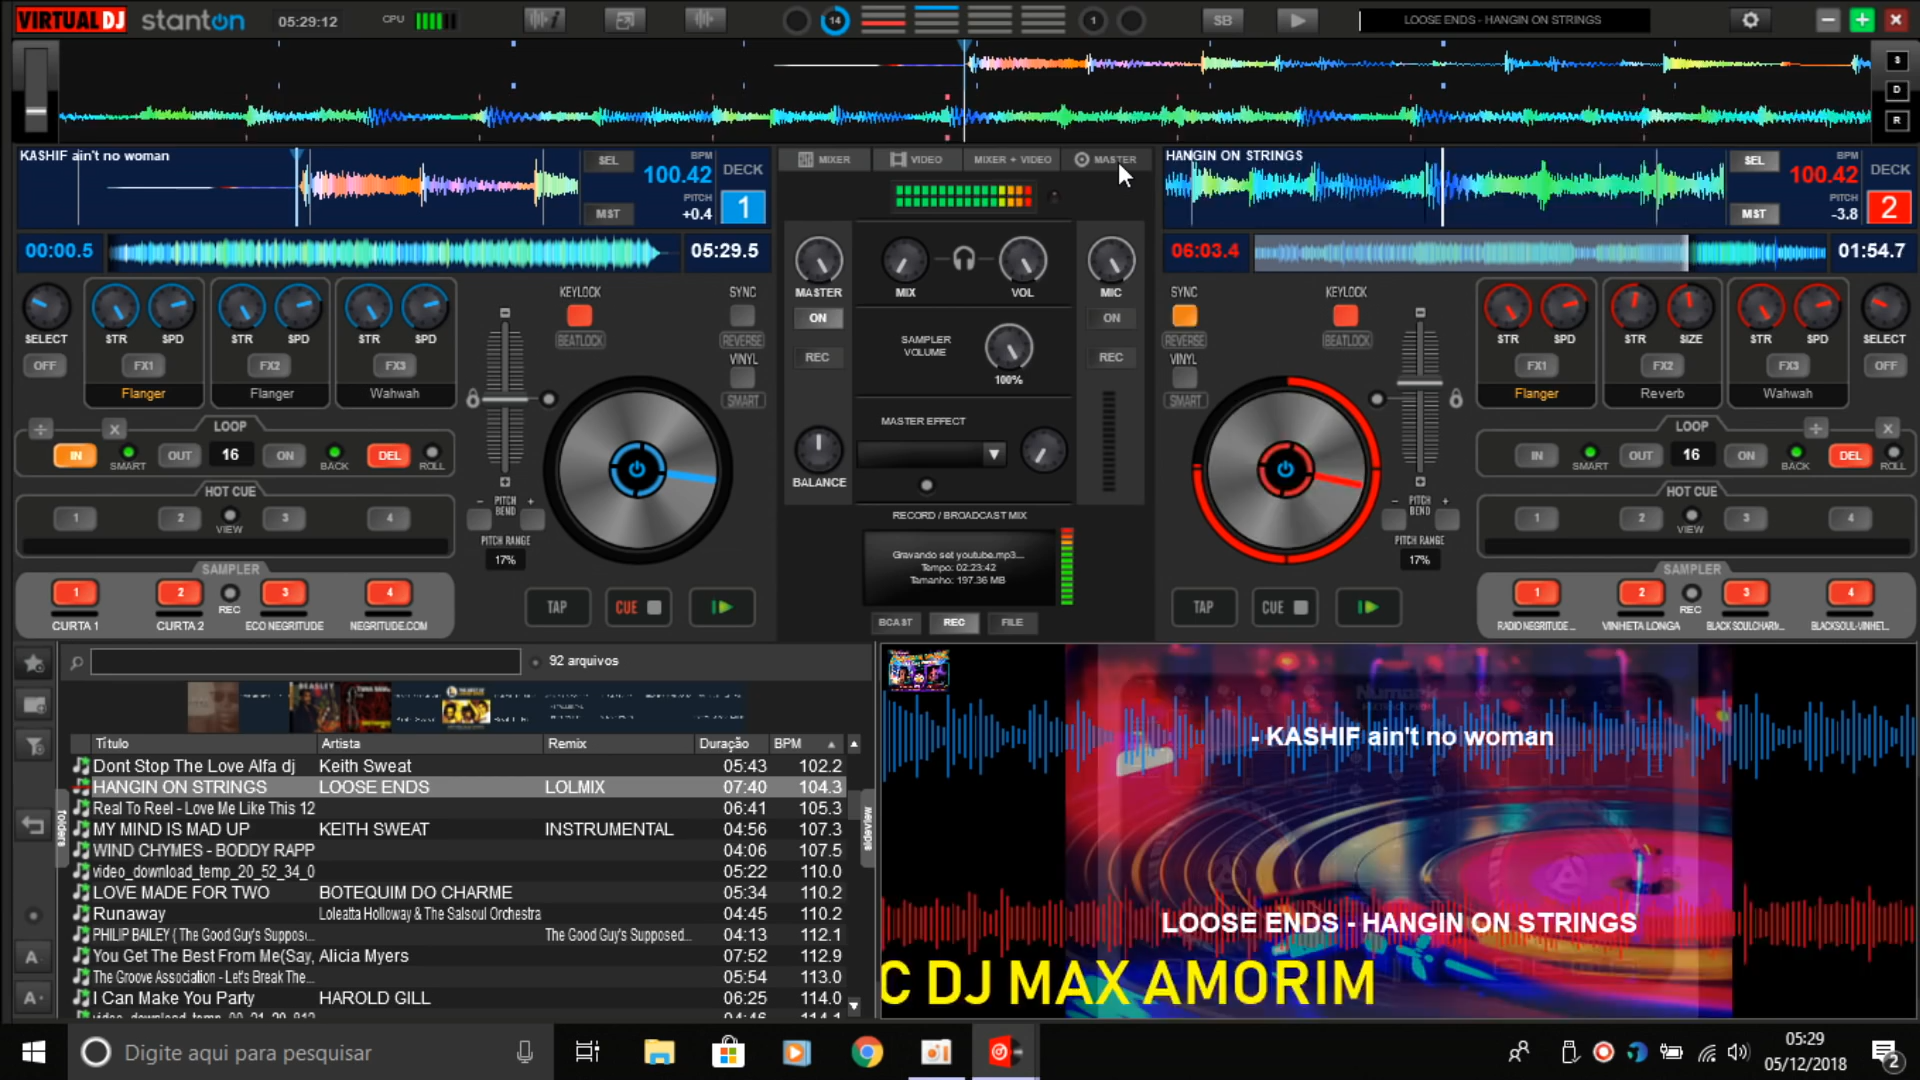 VIRTUAL DJ stanton 05:29:12 CPU 14 1 SB LOOSE ENDS - HANGIN ON STRINGS
S
D
R
KASHIF ain't no woman SEL BPM 100.42 DECK
MST PITCH +0.4 1
00:00.5 05:29.5
MIXER VIDEO MIXER + VIDEO MASTER
HANGIN ON STRINGS SEL BPM 100.42 DECK
MST PITCH -3.8 2
06:03.4 01:54.7
SELECT STR SPD STR SPD STR SPD
OFF FX1 FX2 FX3
Flanger Flanger Wahwah
KEYLOCK
BEATLOCK
SYNC
REVERSE
VINYL
SMART
LOOP
IN SMART OUT 16 ON BACK DEL ROLL
HOT CUE
1 2 VIEW 3 4
PITCH BEND
PITCH RANGE
17%
SAMPLER
1 2 REC 3 4
CURTA 1 CURTA 2 ECO NEGRITUDE NEGRITUDE.COM
TAP CUE
MASTER MIX VOL MIC
ON ON
REC REC
SAMPLER VOLUME
100%
MASTER EFFECT
BALANCE
RECORD / BROADCAST MIX
Gravando set youtube.mp3...
Tempo: 02:23:42
Tamanho: 197.36 MB
BCAST REC FILE
SYNC
REVERSE
VINYL
SMART
KEYLOCK
BEATLOCK
STR SPD STR SIZE STR SPD SELECT
FX1 FX2 FX3 OFF
Flanger Reverb Wahwah
LOOP
IN SMART OUT 16 ON BACK DEL ROLL
HOT CUE
1 2 VIEW 3 4
PITCH BEND
PITCH RANGE
17%
SAMPLER
1 2 REC 3 4
RADIO NEGRITUDE ... VINHETA LONGA BLACK SOULCHARM... BLACKSOUL-VINHET...
TAP CUE
92 arquivos
Título Artista Remix Duração BPM
Dont Stop The Love Alfa dj Keith Sweat 05:43 102.2
HANGIN ON STRINGS LOOSE ENDS LOLMIX 07:40 104.3
Real To Reel - Love Me Like This 12 06:41 105.3
MY MIND IS MAD UP KEITH SWEAT INSTRUMENTAL 04:56 107.3
WIND CHYMES - BODDY RAPP 04:06 107.5
video_download_temp_20_52_34_0 05:22 110.0
LOVE MADE FOR TWO BOTEQUIM DO CHARME 05:34 110.2
Runaway Loleatta Holloway & The Salsoul Orchestra 04:45 110.2
PHILIP BAILEY ( The Good Guy's Suppos... The Good Guy's Supposed... 04:13 112.1
You Get The Best From Me(Say, Alicia Myers 07:52 112.9
The Groove Association - Let's Break The... 05:54 113.0
I Can Make You Party HAROLD GILL 06:25 114.0
folders
sideview
- KASHIF ain't no woman
Numark
LOOSE ENDS - HANGIN ON STRINGS
C DJ MAX AMORIM
Digite aqui para pesquisar
05:29
05/12/2018
2